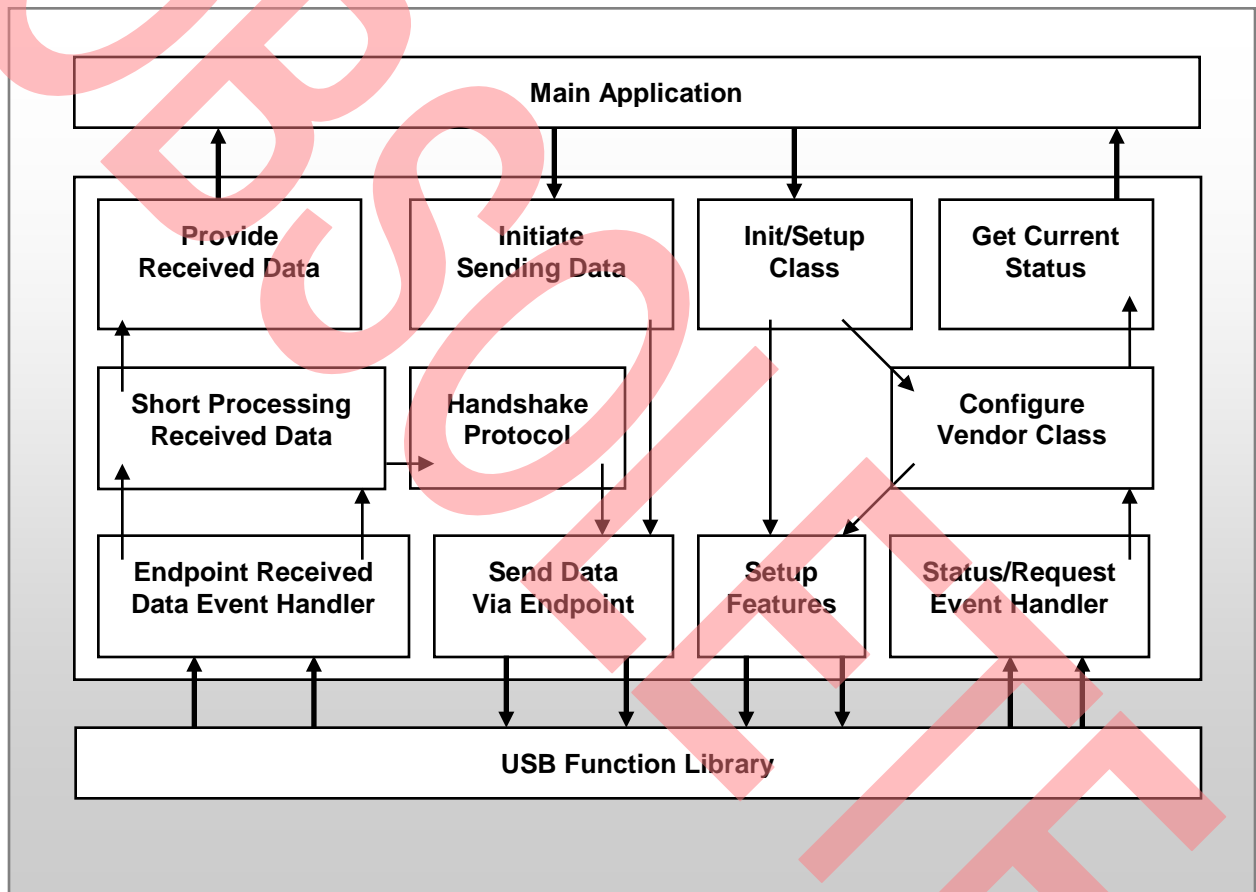 Main Application
Provide
Received Data
Initiate
Sending Data
Init/Setup
Class
Get Current
Status
Short Processing
Received Data
Handshake
Protocol
Configure
Vendor Class
Endpoint Received
Data Event Handler
Send Data
Via Endpoint
Setup
Features
Status/Request
Event Handler
USB Function Library
OBSOLETE